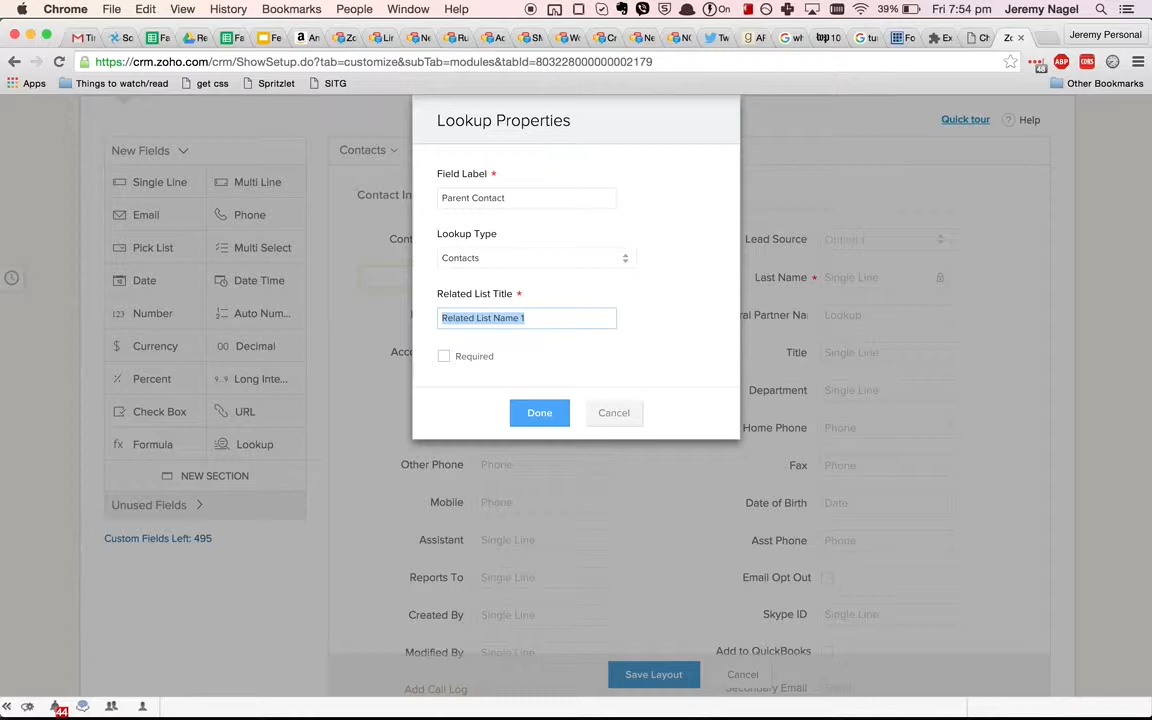 Chrome File Edit View History Bookmarks People Window Help
On 39% Fri 7:54 pm Jeremy Nagel
Jeremy Personal
https://crm.zoho.com/crm/ShowSetup.do?tab=customize&subTab=modules&tabId=803228000000002179
ABP
CORS
Apps Things to watch/read get css Spritzlet SITG Other Bookmarks
Lookup Properties
Quick tour Help
New Fields
Single Line Multi Line
Email Phone
Pick List Multi Select
Date Date Time
Number Auto Num...
Currency Decimal
Percent Long Inte...
Check Box URL
Formula Lookup
NEW SECTION
Unused Fields
Custom Fields Left: 495
Contacts
Field Label *
Parent Contact
Lookup Type
Contacts
Related List Title *
Related List Name 1
Required
Done Cancel
Lead Source Option 1
Last Name * Single Line
Lookup
Title Single Line
Department Single Line
Home Phone Phone
Other Phone Phone Fax Phone
Mobile Phone Date of Birth Date
Assistant Single Line Asst Phone Phone
Reports To Single Line Email Opt Out
Created By Single Line Skype ID Single Line
Modified By Single Line Add to QuickBooks
Add Call Log Secondary Email
Save Layout Cancel
44